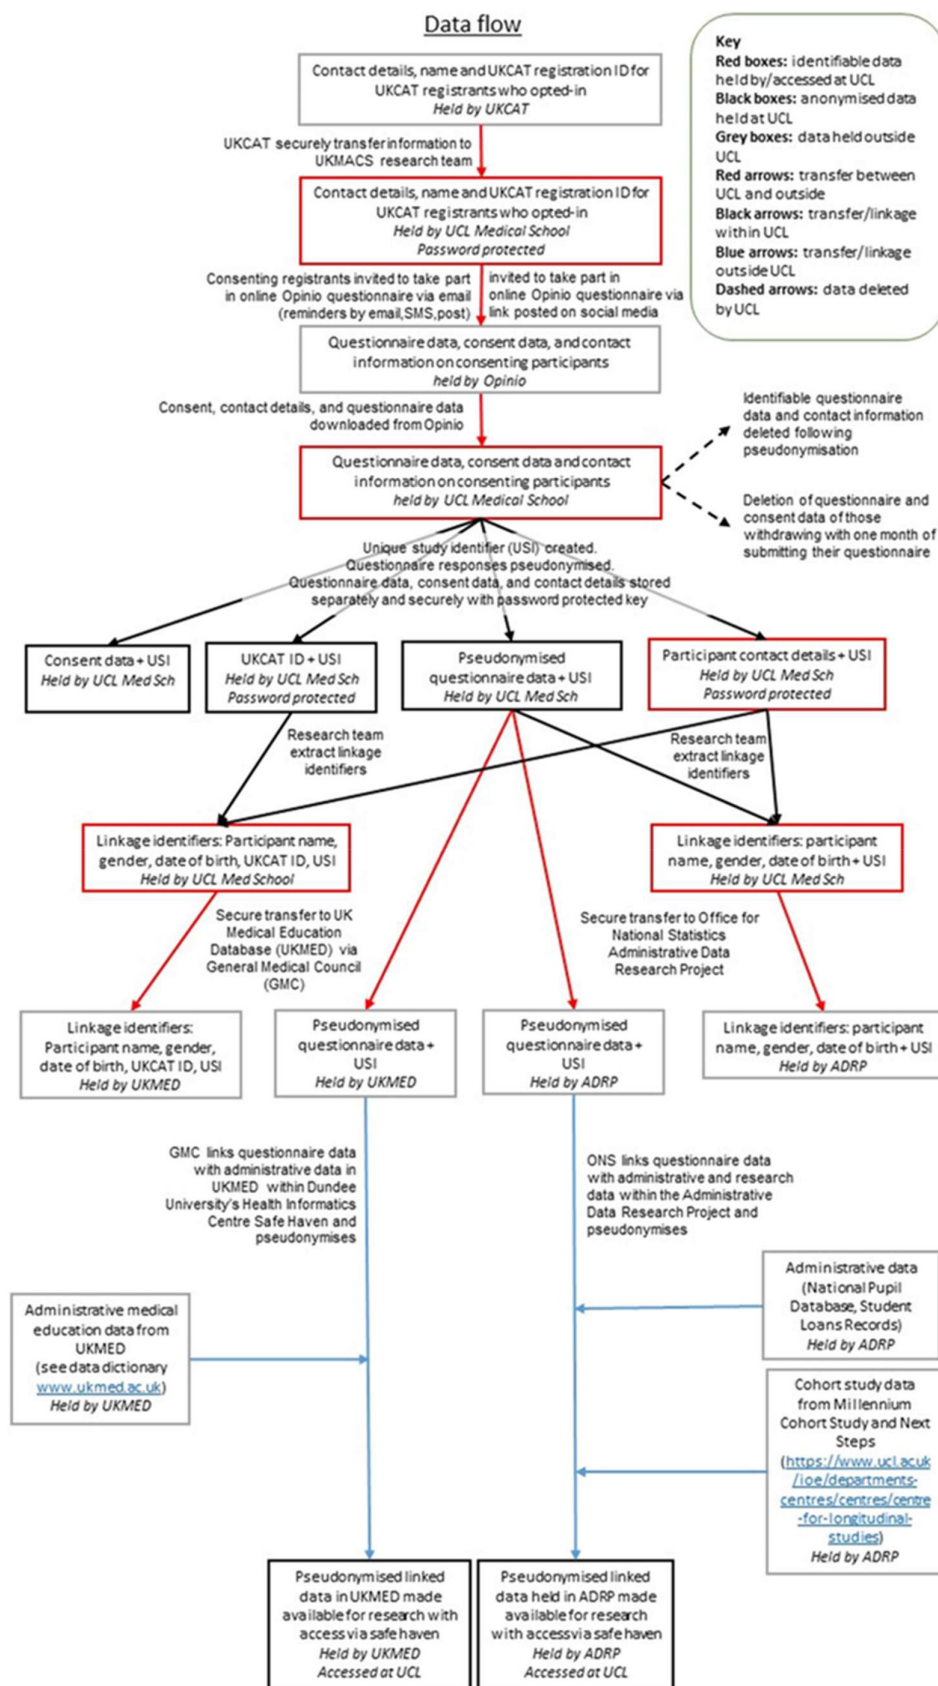 Data flow
Key
Red boxes: identifiable data
held by/accessed at UCL
Black boxes: anonymised data
held at UCL
Grey boxes: data held outside
UCL
Red arrows: transfer between
UCL and outside
Black arrows: transfer/linkage
within UCL
Blue arrows: transfer/linkage
outside UCL
Dashed arrows: data deleted
by UCL
Contact details, name and UKCAT registration ID for
UKCAT registrants who opted-in
Held by UKCAT
UKCAT securely transfer information to
UKMACS research team
Contact details, name and UKCAT registration ID for
UKCAT registrants who opted-in
Held by UCL Medical School
Password protected
Consenting registrants invited to take part
in online Opinio questionnaire via email
(reminders by email,SMS,post)
invited to take part in
online Opinio questionnaire via
link posted on social media
Questionnaire data, consent data, and contact
information on consenting participants
held by Opinio
Consent, contact details, and questionnaire data
downloaded from Opinio
Questionnaire data, consent data and contact
information on consenting participants
held by UCL Medical School
Identifiable questionnaire
data and contact information
deleted following
pseudonymisation
Deletion of questionnaire and
consent data of those
withdrawing with one month of
submitting their questionnaire
Unique study identifier (USI) created.
Questionnaire responses pseudonymised.
Questionnaire data, consent data, and contact details stored
separately and securely with password protected key
Consent data + USI
Held by UCL Med Sch
UKCAT ID + USI
Held by UCL Med Sch
Password protected
Pseudonymised
questionnaire data + USI
Held by UCL Med Sch
Participant contact details + USI
Held by UCL Med Sch
Password protected
Research team
extract linkage
identifiers
Research team
extract linkage
identifiers
Linkage identifiers: Participant name,
gender, date of birth, UKCAT ID, USI
Held by UCL Med School
Linkage identifiers: participant
name, gender, date of birth + USI
Held by UCL Med Sch
Secure transfer to UK
Medical Education
Database (UKMED) via
General Medical Council
(GMC)
Secure transfer to Office for
National Statistics
Administrative Data
Research Project
Linkage identifiers:
Participant name, gender,
date of birth, UKCAT ID, USI
Held by UKMED
Pseudonymised
questionnaire data +
USI
Held by UKMED
Pseudonymised
questionnaire data +
USI
Held by ADRP
Linkage identifiers: participant
name, gender, date of birth + USI
Held by ADRP
GMC links questionnaire data
with administrative data in
UKMED within Dundee
University's Health Informatics
Centre Safe Haven and
pseudonymises
ONS links questionnaire data
with administrative and research
data within the Administrative
Data Research Project and
pseudonymises
Administrative medical
education data from
UKMED
(see data dictionary
www.ukmed.ac.uk)
Held by UKMED
Administrative data
(National Pupil
Database, Student
Loans Records)
Held by ADRP
Cohort study data
from Millennium
Cohort Study and Next
Steps
(https://www.ucl.ac.uk
/ioe/departments-
centres/centres/centre
-for-longitudinal-
studies)
Held by ADRP
Pseudonymised linked
data in UKMED made
available for research with
access via safe haven
Held by UKMED
Accessed at UCL
Pseudonymised linked
data held in ADRP made
available for research
with access via safe haven
Held by ADRP
Accessed at UCL